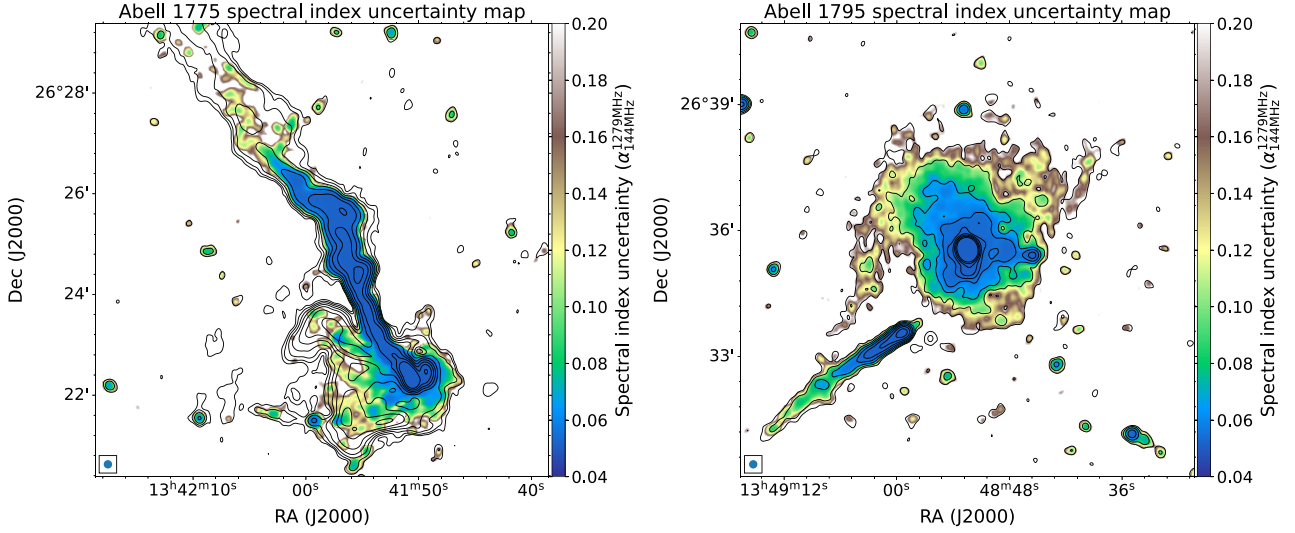 Abell 1775 spectral index uncertainty map
26°28'
26'
24'
22'
Dec (J2000)
13ʰ42ᵐ10ˢ
00ˢ
41ᵐ50ˢ
40ˢ
RA (J2000)
0.20
0.18
0.16
0.14
0.12
0.10
0.08
0.06
0.04
Spectral index uncertainty (α¹²⁷⁹ᴹᴴᶻ₁₄₄MHz)
Abell 1795 spectral index uncertainty map
26°39'
36'
33'
Dec (J2000)
13ʰ49ᵐ12ˢ
00ˢ
48ᵐ48ˢ
36ˢ
RA (J2000)
0.20
0.18
0.16
0.14
0.12
0.10
0.08
0.06
0.04
Spectral index uncertainty (α¹²⁷⁹ᴹᴴᶻ₁₄₄MHz)